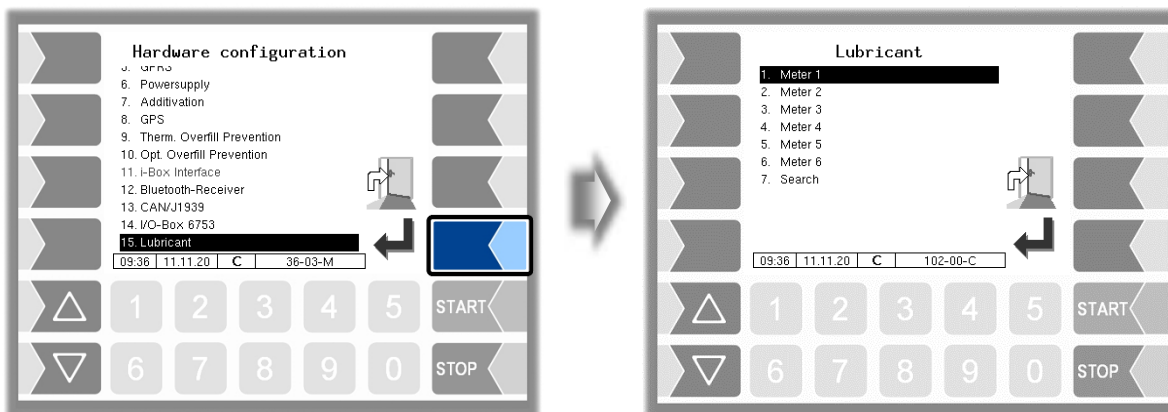 Hardware configuration
5. GPRS
6. Powersupply
7. Additivation
8. GPS
9. Therm. Overfill Prevention
10. Opt. Overfill Prevention
11. i-Box Interface
12. Bluetooth-Receiver
13. CAN/J1939
14. I/O-Box 6753
15. Lubricant
09:36 11.11.20 C 36-03-M
1 2 3 4 5 START
6 7 8 9 0 STOP
Lubricant
1. Meter 1
2. Meter 2
3. Meter 3
4. Meter 4
5. Meter 5
6. Meter 6
7. Search
09:36 11.11.20 C 102-00-C
1 2 3 4 5 START
6 7 8 9 0 STOP